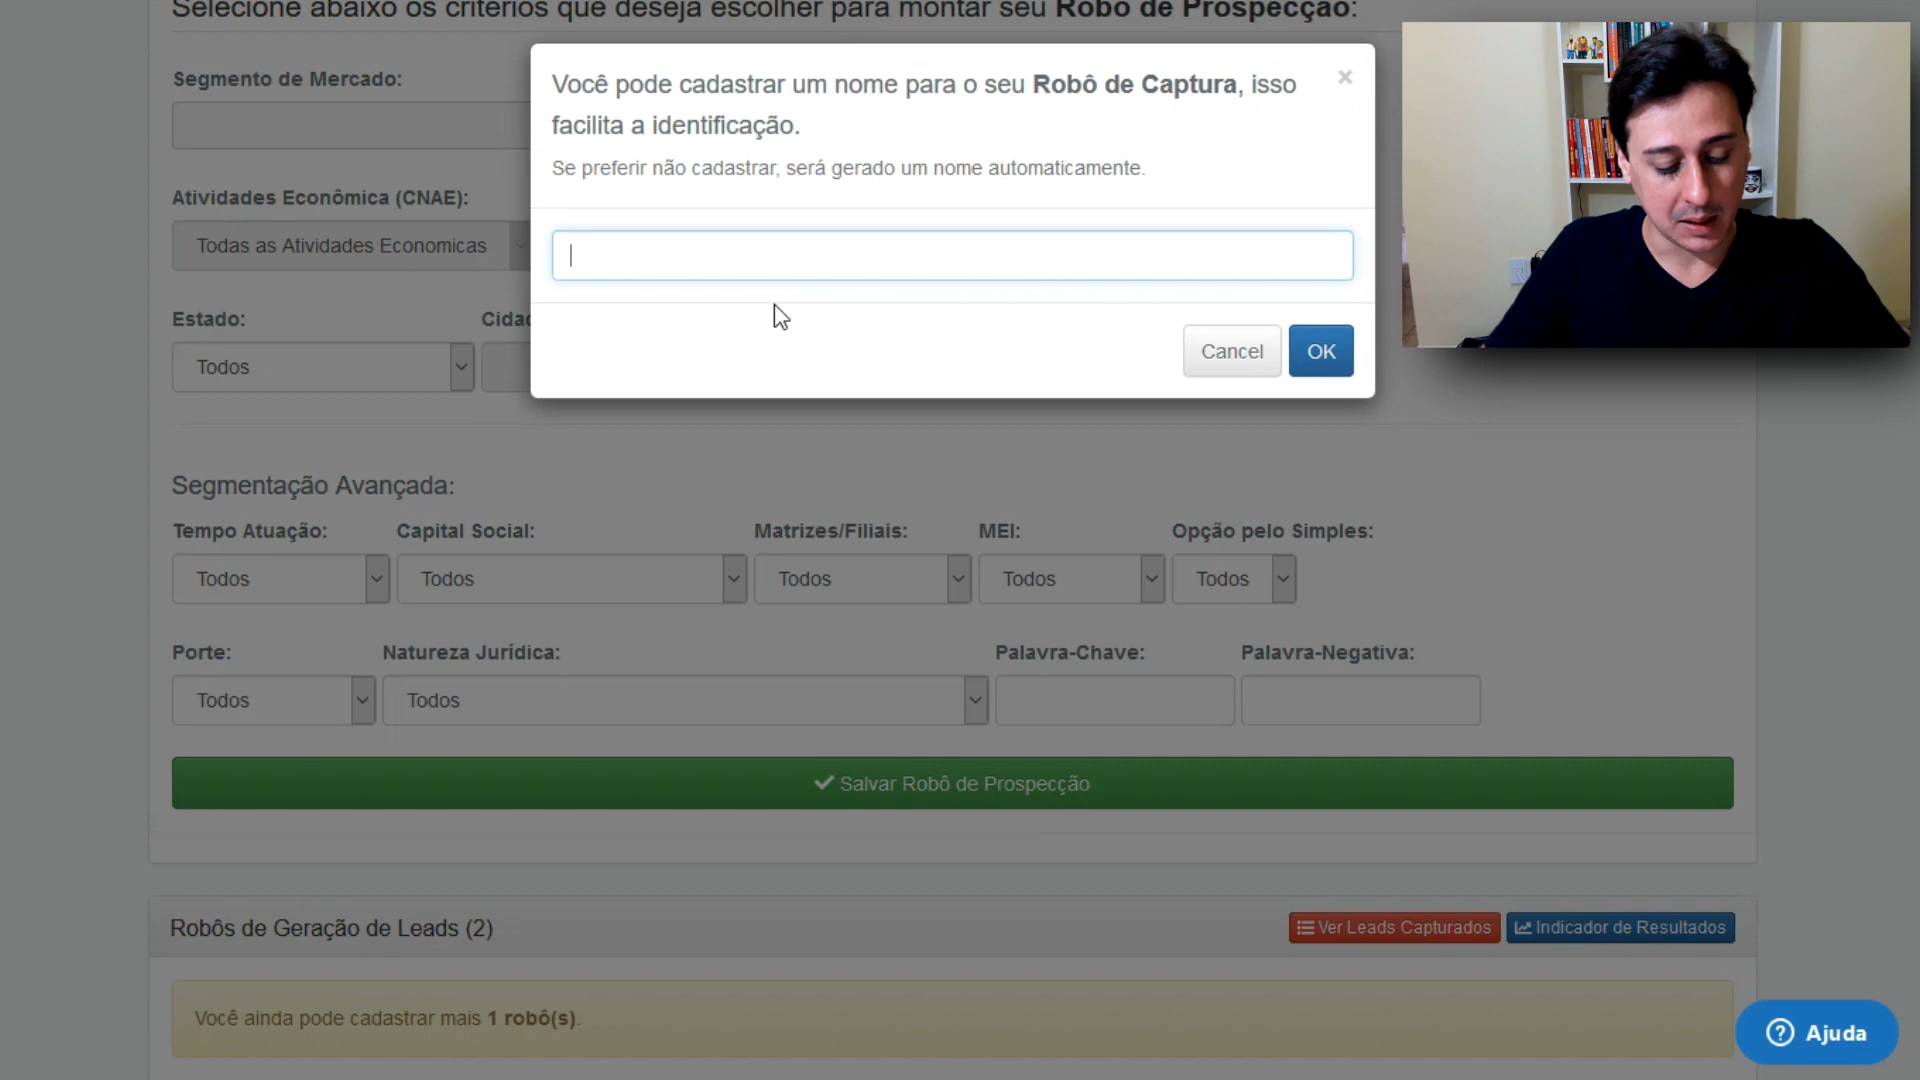 Selecione abaixo os critérios que deseja escolher para montar seu Robô de Prospecção:
Você pode cadastrar um nome para o seu Robô de Captura, isso
facilita a identificação.
Se preferir não cadastrar, será gerado um nome automaticamente.
×
Cancel
OK
Segmento de Mercado:
Atividades Econômica (CNAE):
Todas as Atividades Economicas
Estado:
Todos
Segmentação Avançada:
Tempo Atuação: Capital Social: Matrizes/Filiais: MEI: Opção pelo Simples:
Todos Todos Todos Todos Todos
Porte: Natureza Jurídica: Palavra-Chave: Palavra-Negativa:
Todos Todos
Salvar Robô de Prospecção
Robôs de Geração de Leads (2)
Ver Leads Capturados
Indicador de Resultados
Você ainda pode cadastrar mais 1 robô(s).
Ajuda